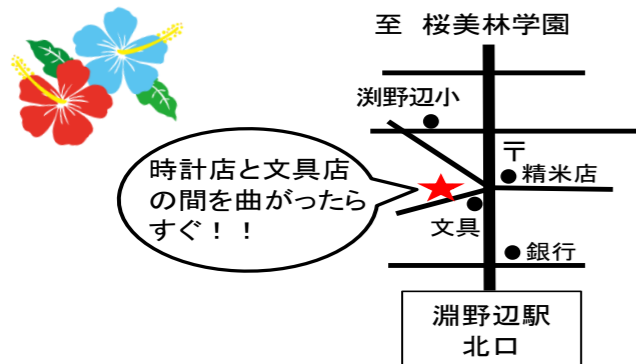 至 桜美林学園
渕野辺小
〒
精米店
時計店と文具店
の間を曲がったら
すぐ！！
文具
銀行
淵野辺駅
北口